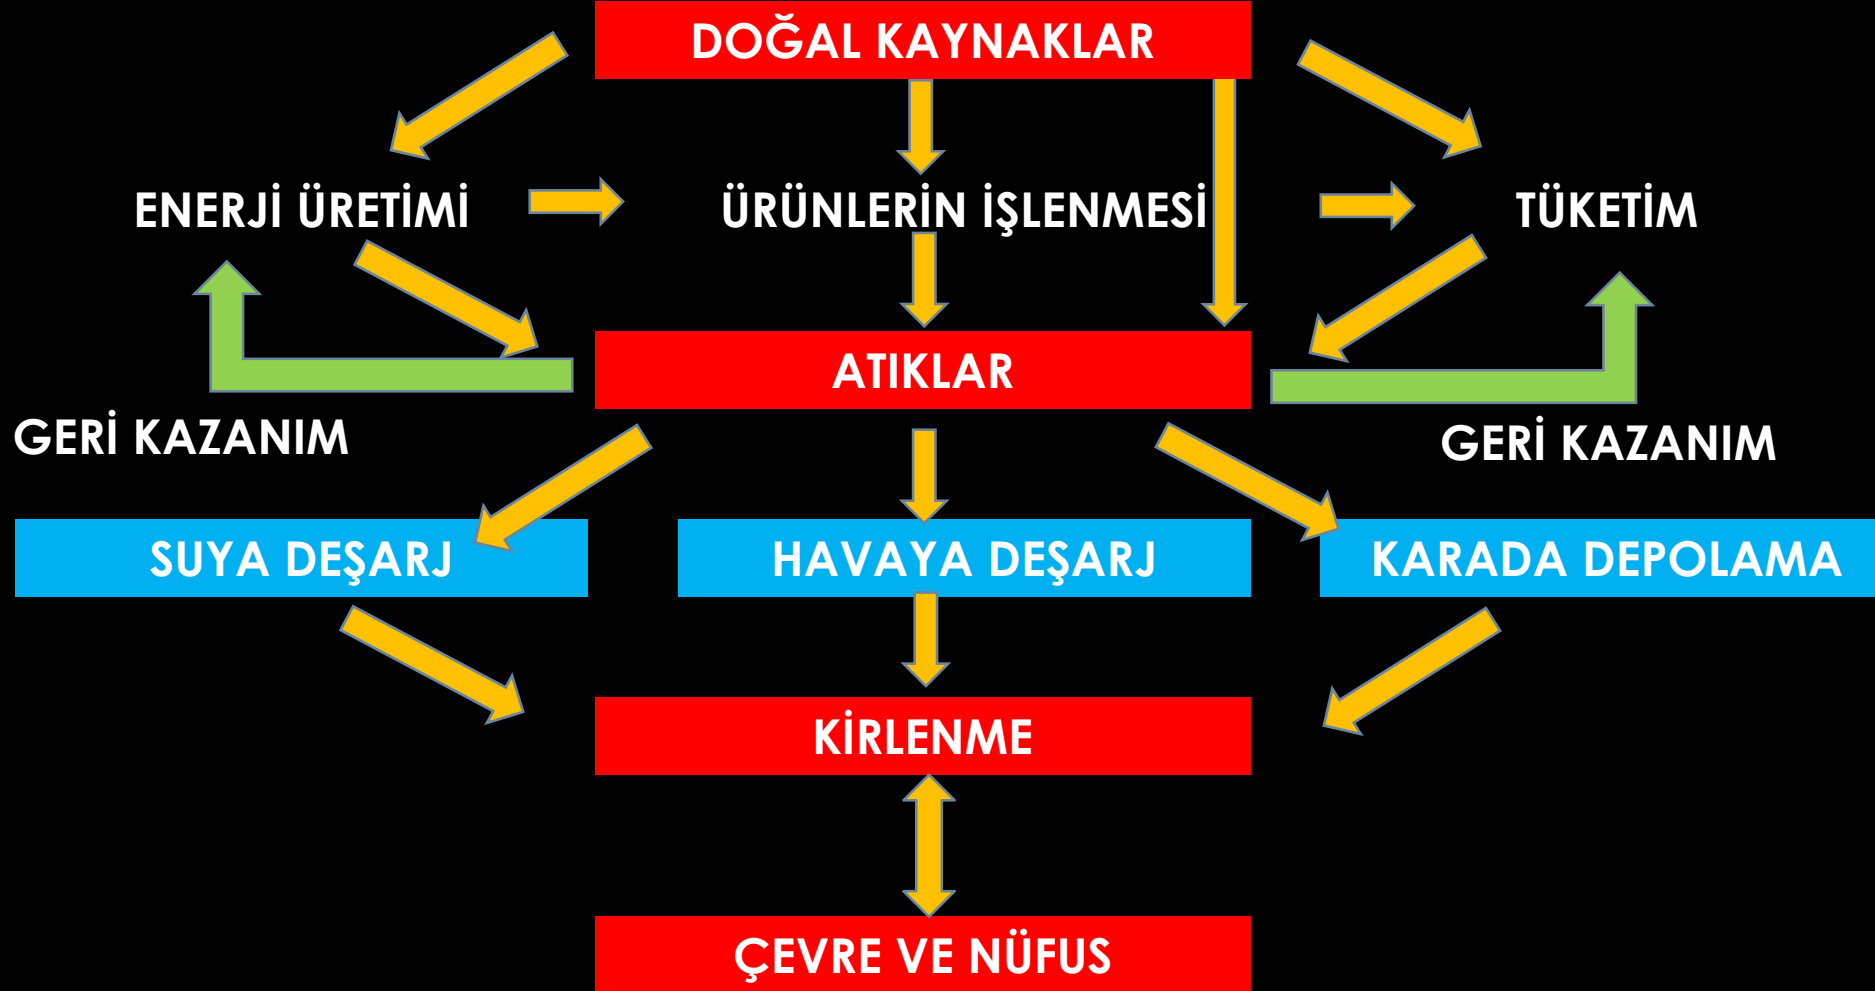 DOĞAL KAYNAKLAR
ENERJİ ÜRETİMİ
ÜRÜNLERİN İŞLENMESİ
TÜKETİM
ATIKLAR
GERİ KAZANIM
GERİ KAZANIM
SUYA DEŞARJ
HAVAYA DEŞARJ
KARADA DEPOLAMA
KİRLENME
ÇEVRE VE NÜFUS